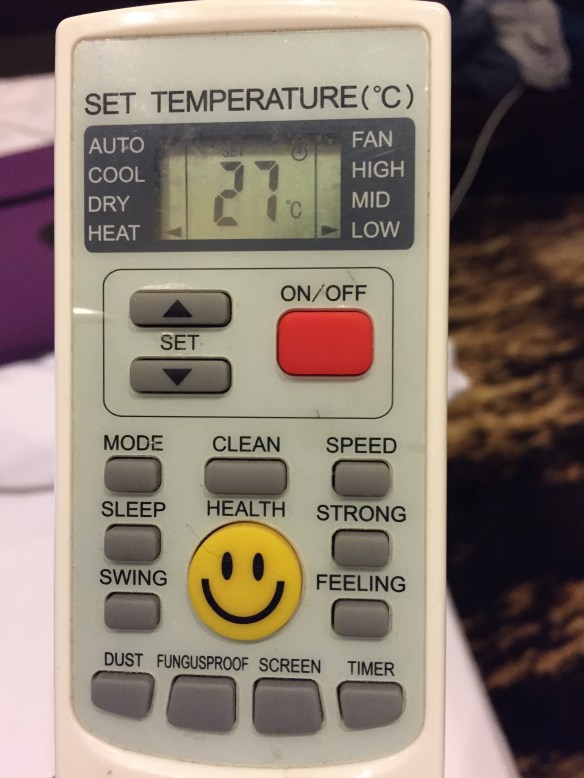 SET TEMPERATURE(°C)
AUTO
COOL
DRY
HEAT
SET
27 °C
FAN
HIGH
MID
LOW
ON/OFF
SET
MODE CLEAN SPEED
SLEEP HEALTH STRONG
SWING FEELING
DUST FUNGUSPROOF SCREEN TIMER